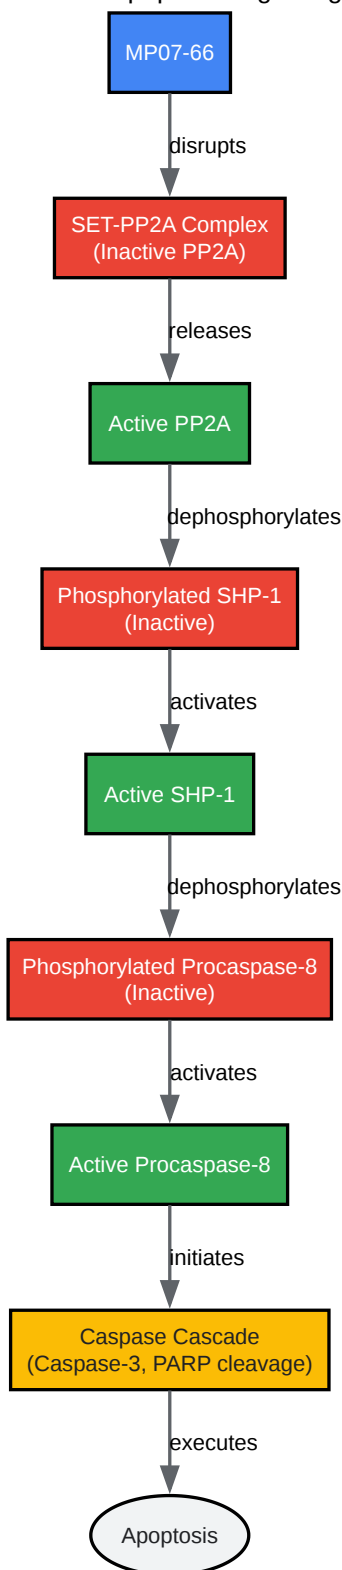 MP07-66
disrupts
SET-PP2A Complex
(Inactive PP2A)
releases
Active PP2A
dephosphorylates
Phosphorylated SHP-1
(Inactive)
activates
Active SHP-1
dephosphorylates
Phosphorylated Procaspase-8
(Inactive)
activates
Active Procaspase-8
initiates
Caspase Cascade
(Caspase-3, PARP cleavage)
executes
Apoptosis